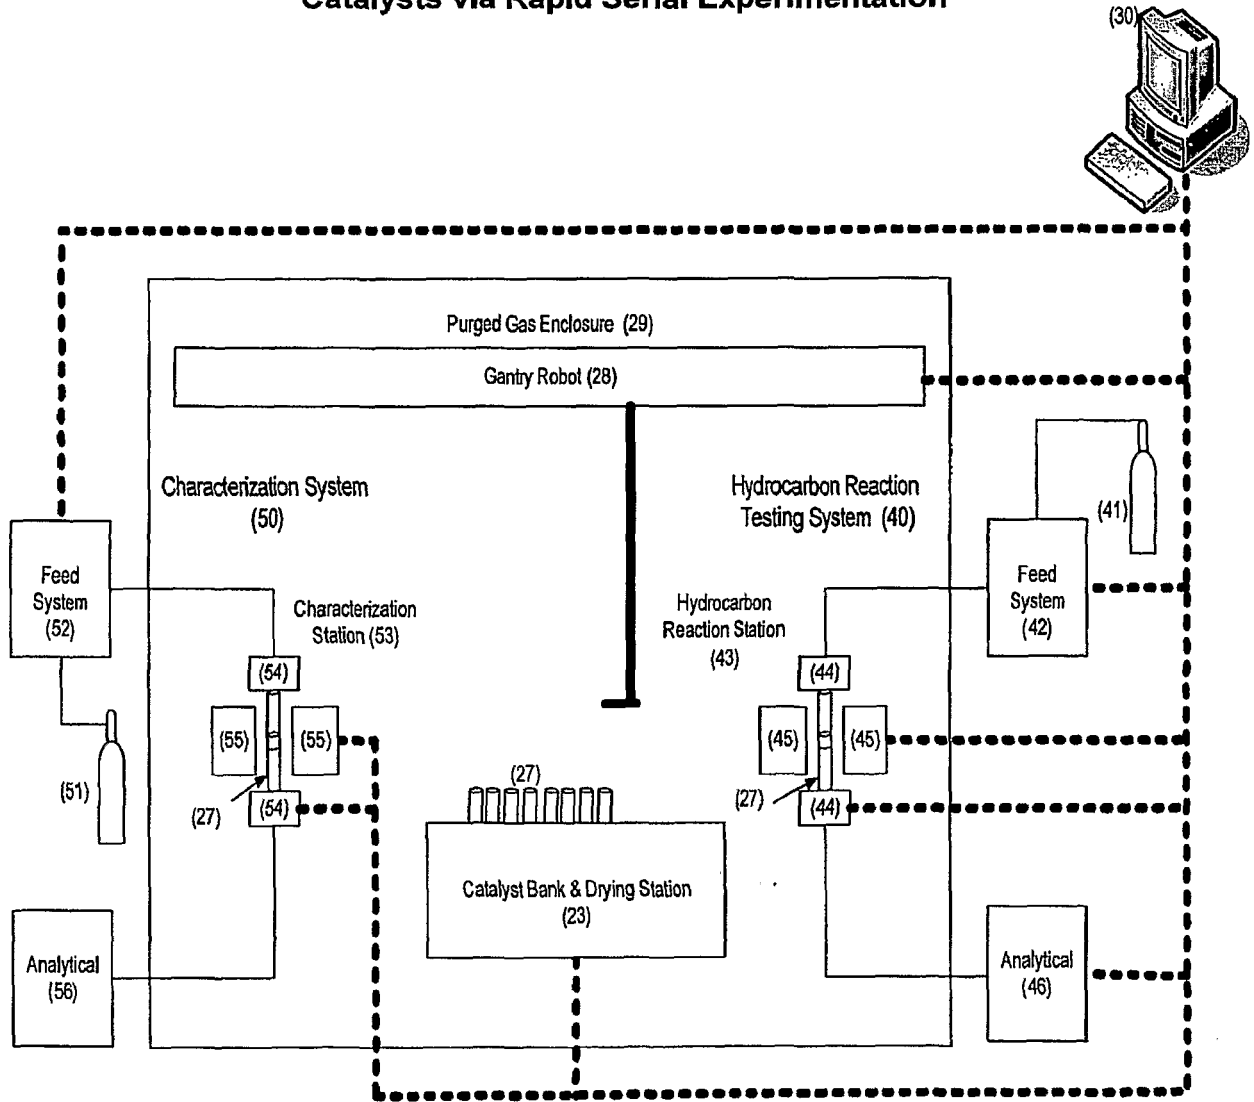 Catalysts via Rapid Serial Experimentation
(30)
Purged Gas Enclosure (29)
Gantry Robot (28)
Characterization System
(50)
Hydrocarbon Reaction
Testing System (40)
(41)
Feed
System
(52)
Feed
System
(42)
Characterization
Station (53)
Hydrocarbon
Reaction Station
(43)
(54)
(44)
(55)
(55)
(45)
(45)
(51)
(27)
(27)
(54)
(27)
(44)
Catalyst Bank & Drying Station
(23)
Analytical
(56)
Analytical
(46)